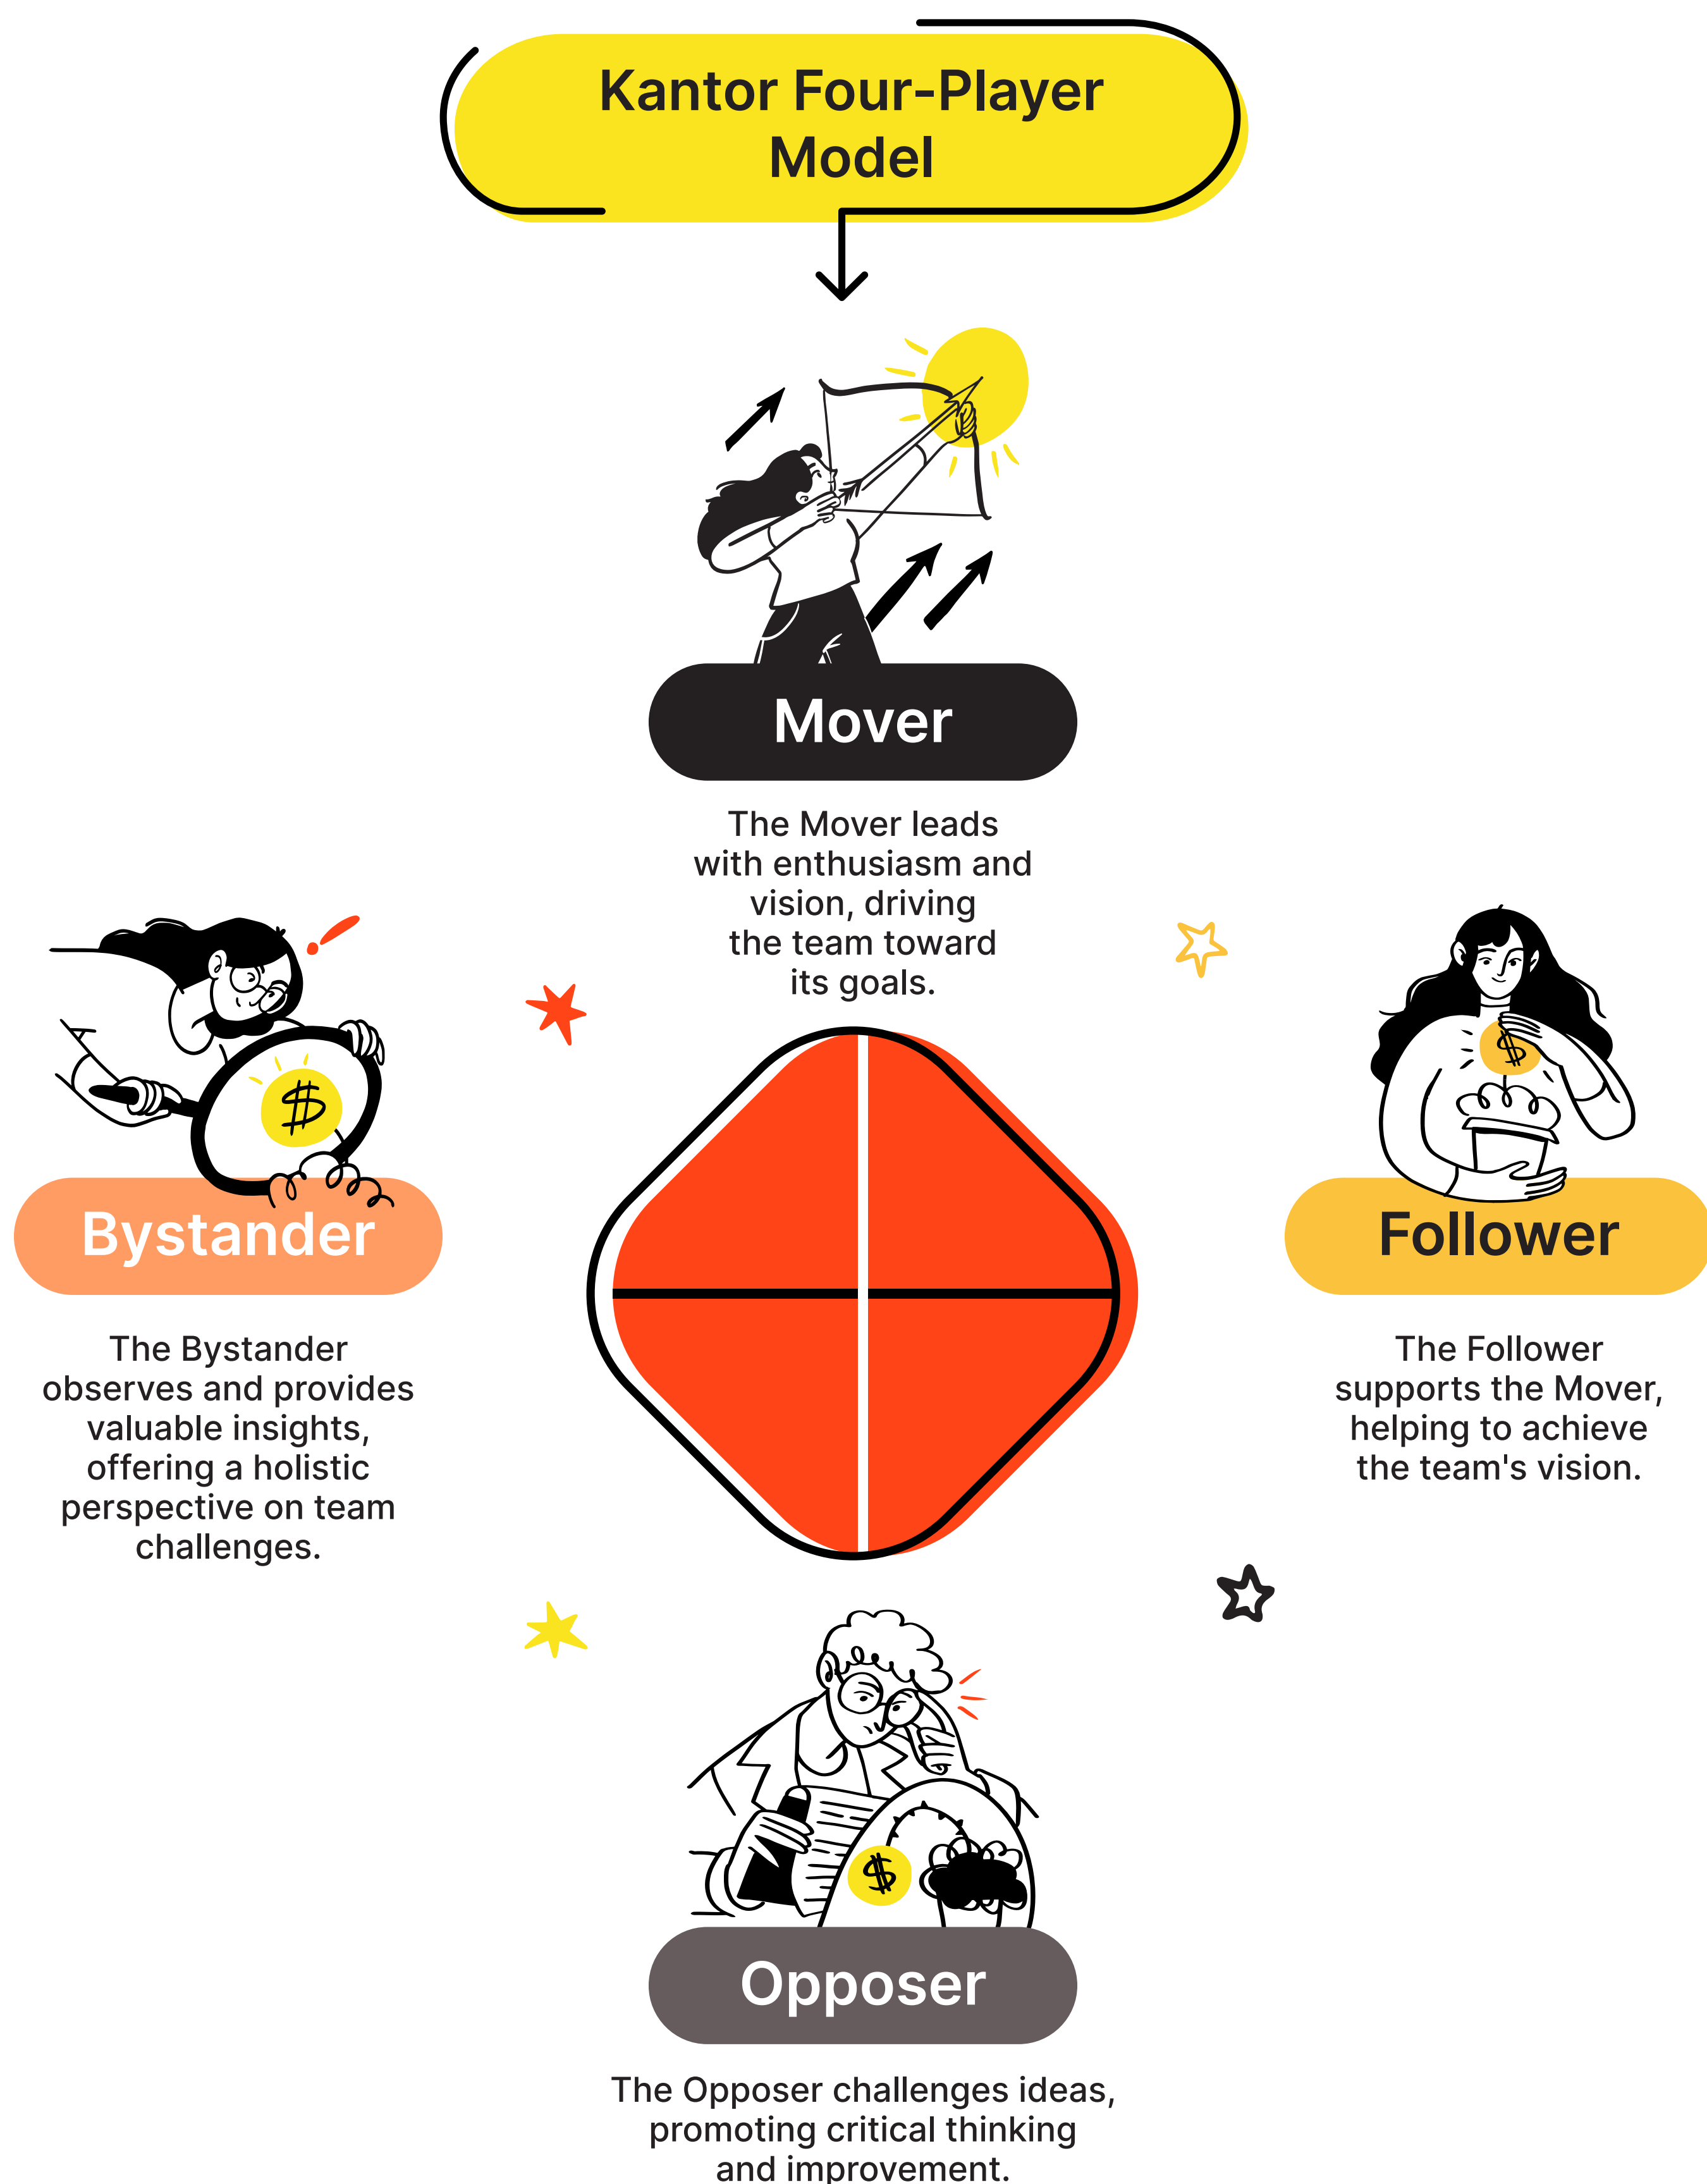 Kantor Four-Player
Model
Mover
The Mover leads
with enthusiasm and
vision, driving
the team toward
its goals.
Bystander
The Bystander
observes and provides
valuable insights,
offering a holistic
perspective on team
challenges.
$
Follower
The Follower
supports the Mover,
helping to achieve
the team's vision.
$
Opposer
The Opposer challenges ideas,
promoting critical thinking
and improvement.
$